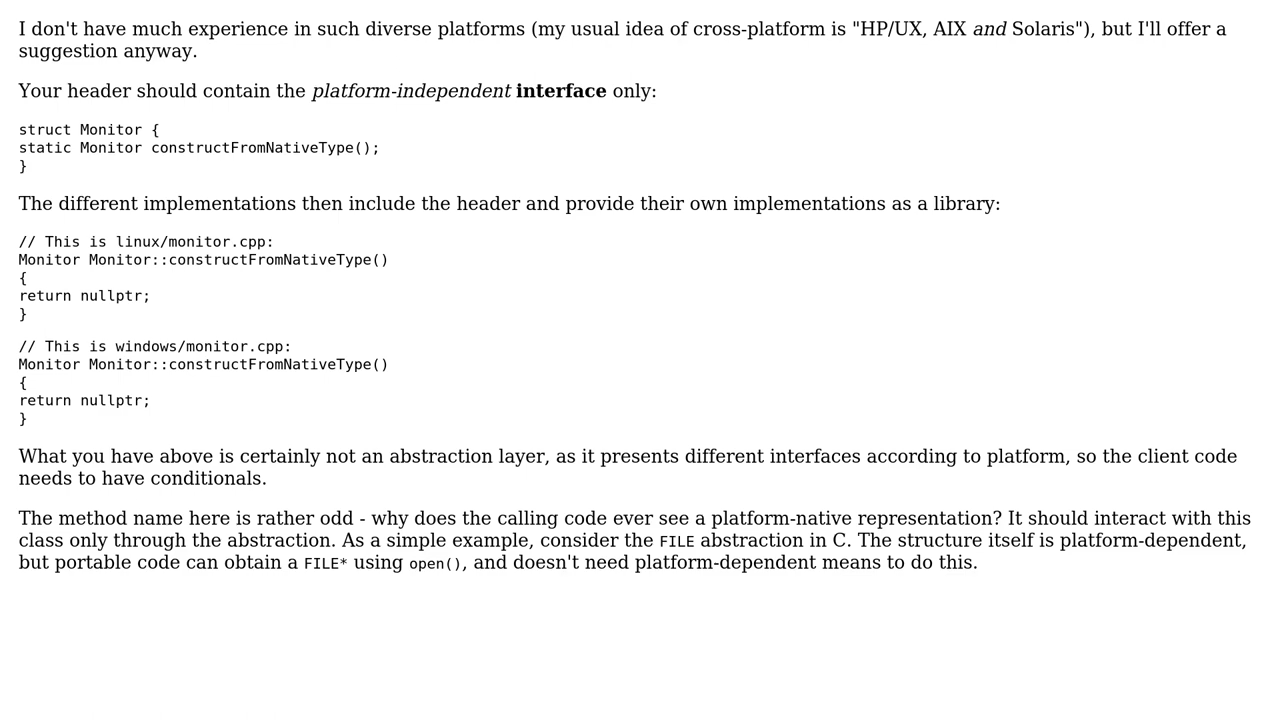 I don't have much experience in such diverse platforms (my usual idea of cross-platform is "HP/UX, AIX and Solaris"), but I'll offer a
suggestion anyway.
Your header should contain the platform-independent interface only:
struct Monitor {
static Monitor constructFromNativeType();
}
The different implementations then include the header and provide their own implementations as a library:
// This is linux/monitor.cpp:
Monitor Monitor::constructFromNativeType()
{
return nullptr;
}
// This is windows/monitor.cpp:
Monitor Monitor::constructFromNativeType()
{
return nullptr;
}
What you have above is certainly not an abstraction layer, as it presents different interfaces according to platform, so the client code
needs to have conditionals.
The method name here is rather odd - why does the calling code ever see a platform-native representation? It should interact with this
class only through the abstraction. As a simple example, consider the FILE abstraction in C. The structure itself is platform-dependent,
but portable code can obtain a FILE* using open(), and doesn't need platform-dependent means to do this.